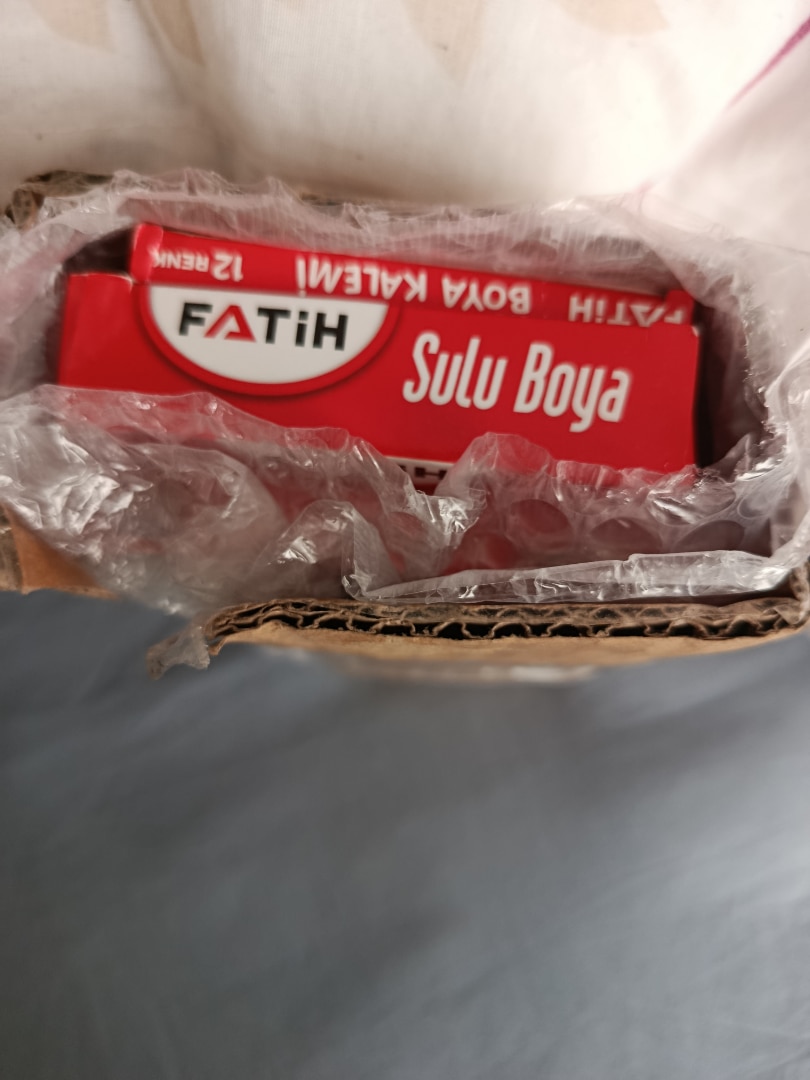 FATİH BOYA KALEMİ 12 RENK
FATİH
Sulu Boya